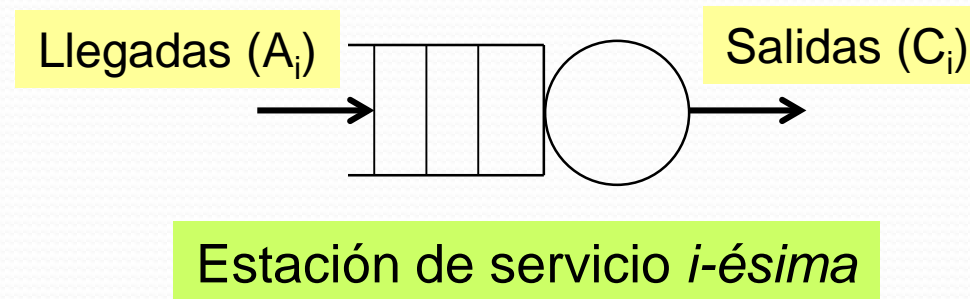 Llegadas (Aᵢ)
Salidas (Cᵢ)
Estación de servicio i-ésima